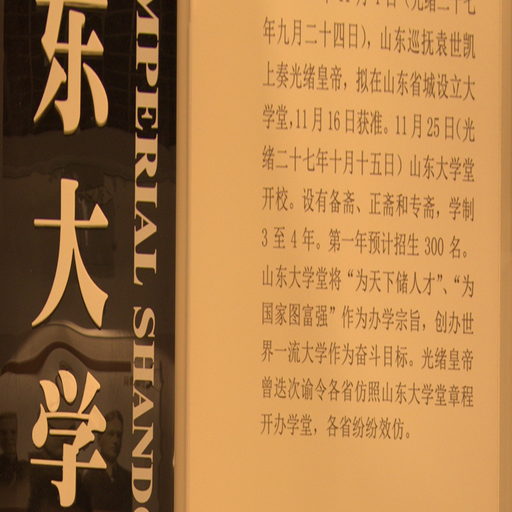 东大学
IMPERIAL SHAND
年九月二十四日)，山东巡抚袁世凯
上奏光绪皇帝，拟在山东省城设立大
学堂，11月16日获准。11月25日(光
绪二十七年十月十五日）山东大学堂
开校。设有备斋、正斋和专斋，学制
3至4年。第一年预计招生300名。
山东大学堂将“为天下储人才”、“为
国家图富强”作为办学宗旨，创办世
界一流大学作为奋斗目标。光绪皇帝
曾迭次谕令各省仿照山东大学堂章程
开办学堂，各省纷纷效仿。